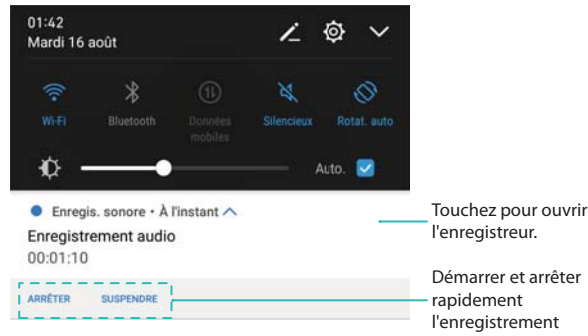 01:42
Mardi 16 août
Wi-Fi
Bluetooth
Données
mobiles
Silencieux
Rotat. auto
Auto.
Enregis. sonore • À l'instant
Enregistrement audio
00:01:10
ARRÊTER SUSPENDRE
Touchez pour ouvrir
l'enregistreur.
Démarrer et arrêter
rapidement
l'enregistrement